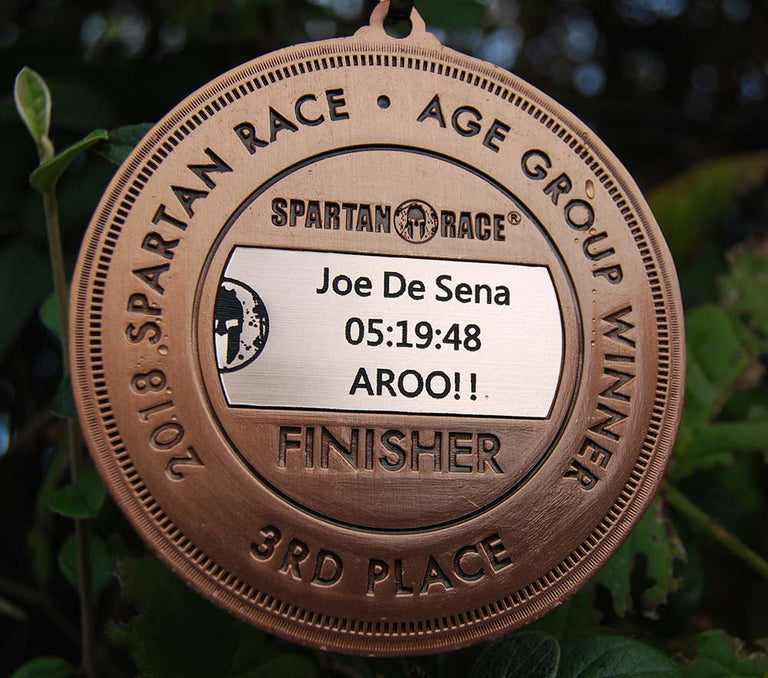 2018 SPARTAN RACE • AGE GROUP WINNER
SPARTAN RACE®
Joe De Sena
05:19:48
AROO!!
FINISHER
3RD PLACE